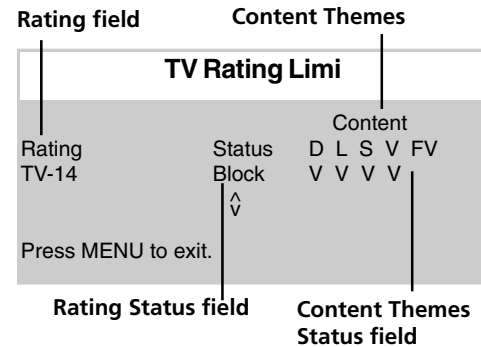 Rating field Content Themes
TV Rating Limi
Content
Rating Status D L S V FV
TV-14 Block V V V V
^
v
Press MENU to exit.
Rating Status field Content Themes
Status field